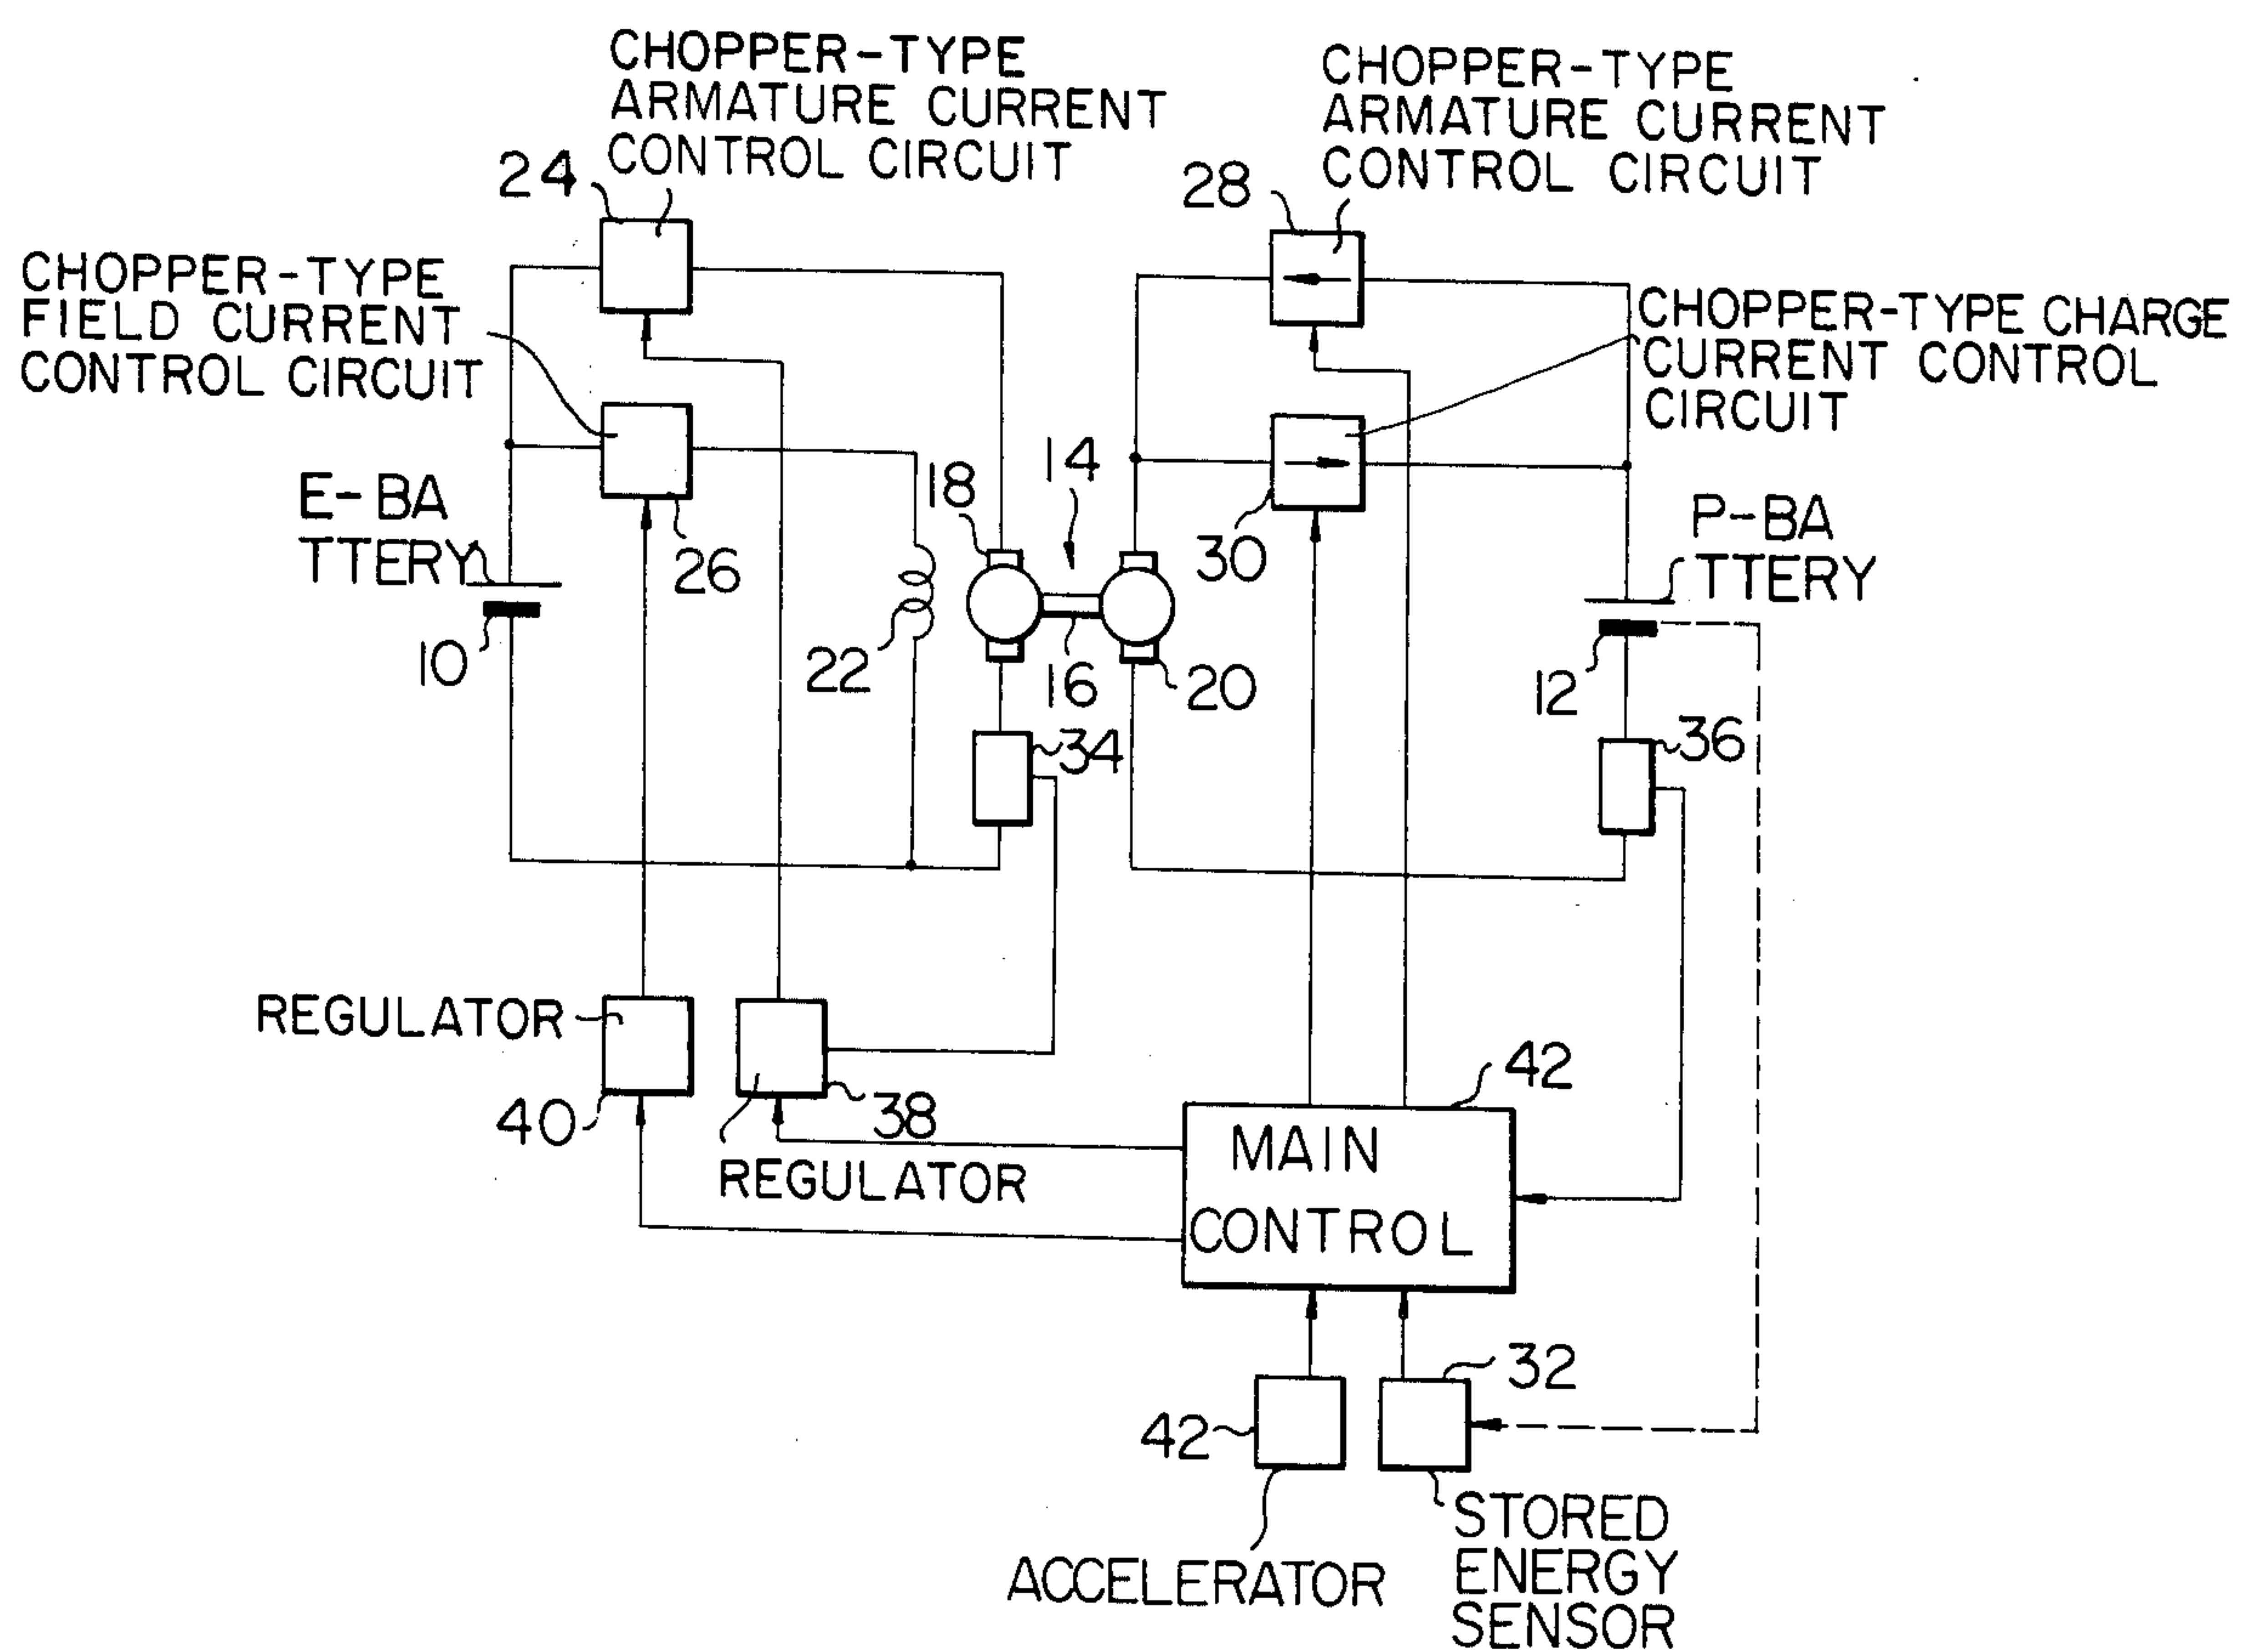 CHOPPER-TYPE
ARMATURE CURRENT
CONTROL CIRCUIT
24
CHOPPER-TYPE
ARMATURE CURRENT
CONTROL CIRCUIT
28
CHOPPER-TYPE
FIELD CURRENT
CONTROL CIRCUIT
CHOPPER-TYPE CHARGE
CURRENT CONTROL
CIRCUIT
E-BA
TTERY
10
26
18
14
30
P-BA
TTERY
22
16
20
12
34
36
REGULATOR
40
38
REGULATOR
42
MAIN
CONTROL
42
32
ACCELERATOR
STORED
ENERGY
SENSOR